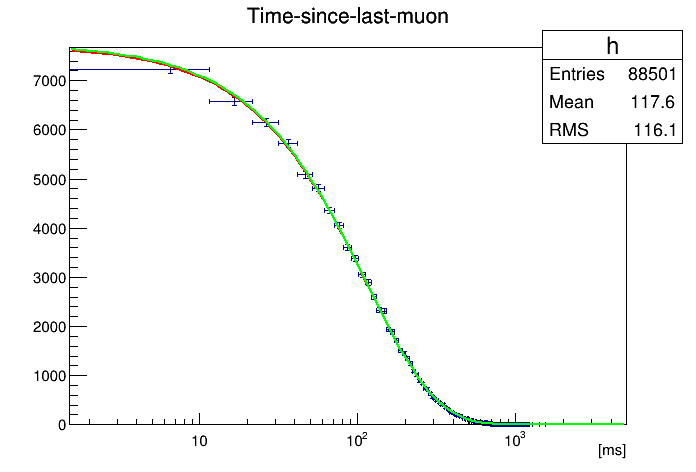 Time-since-last-muon
h
Entries 88501
Mean 117.6
RMS 116.1
7000
6000
5000
4000
3000
2000
1000
0
10
10²
10³
[ms]